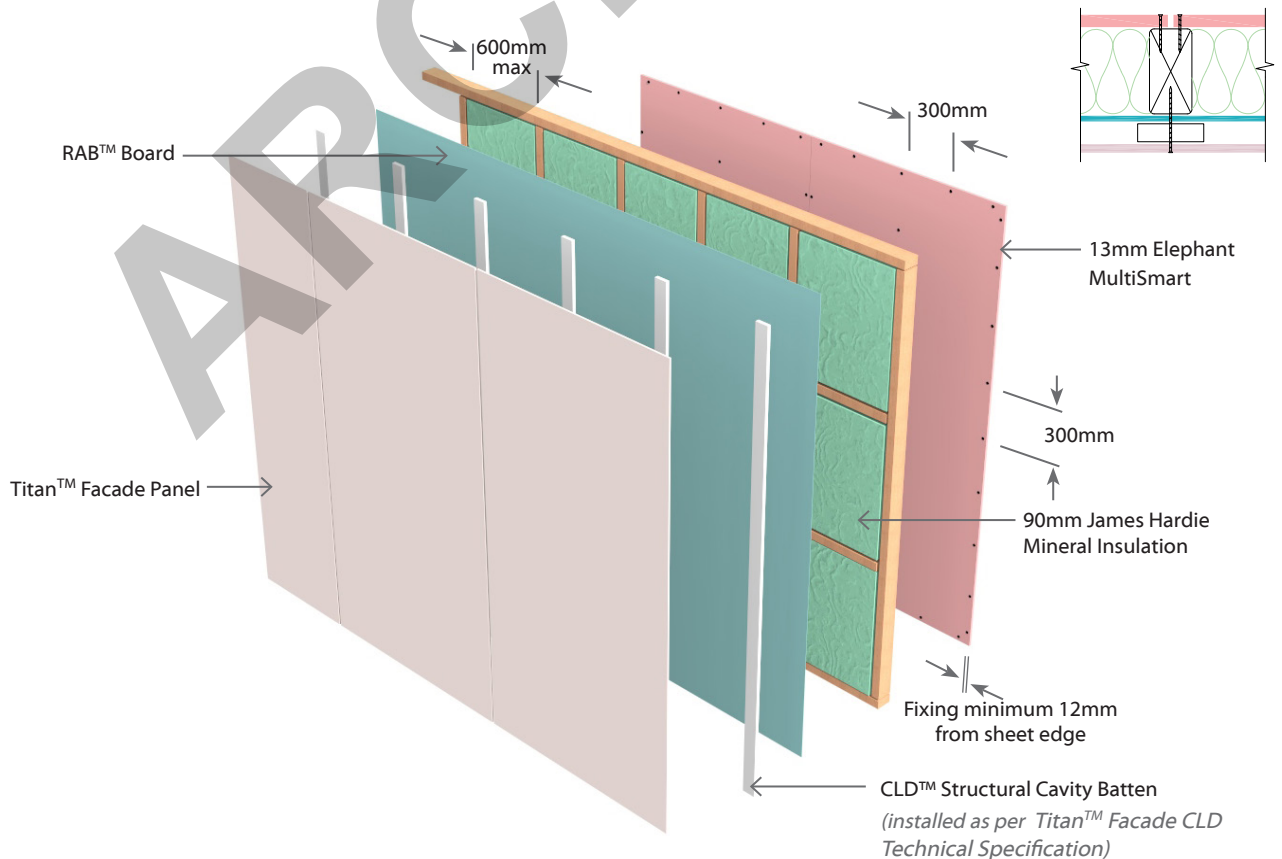 600mm
max
300mm
RAB™ Board
13mm Elephant
MultiSmart
300mm
Titan™ Facade Panel
90mm James Hardie
Mineral Insulation
Fixing minimum 12mm
from sheet edge
CLD™ Structural Cavity Batten
(installed as per Titan™ Facade CLD
Technical Specification)